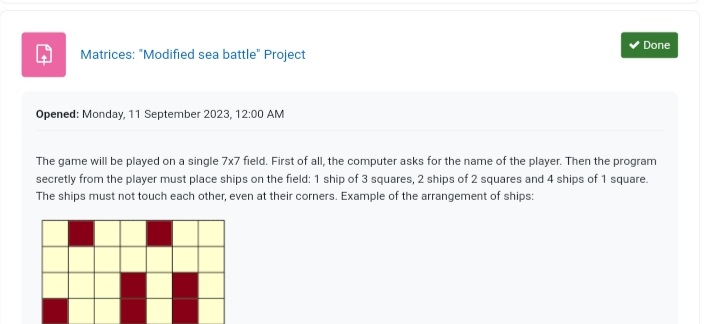 Matrices: "Modified sea battle" Project
Done
Opened: Monday, 11 September 2023, 12:00 AM
The game will be played on a single 7x7 field. First of all, the computer asks for the name of the player. Then the program
secretly from the player must place ships on the field: 1 ship of 3 squares, 2 ships of 2 squares and 4 ships of 1 square.
The ships must not touch each other, even at their corners. Example of the arrangement of ships: